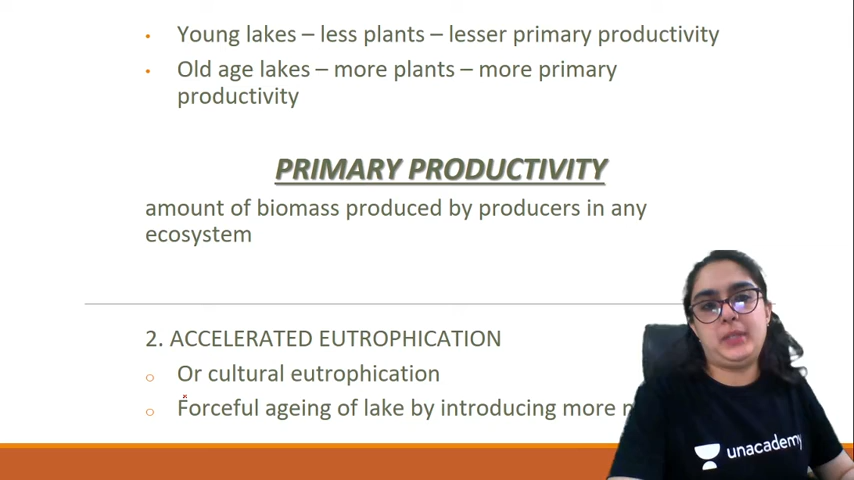 Young lakes – less plants – lesser primary productivity
Old age lakes – more plants – more primary
productivity
PRIMARY PRODUCTIVITY
amount of biomass produced by producers in any
ecosystem
2. ACCELERATED EUTROPHICATION
Or cultural eutrophication
Forceful ageing of lake by introducing more
unacademy